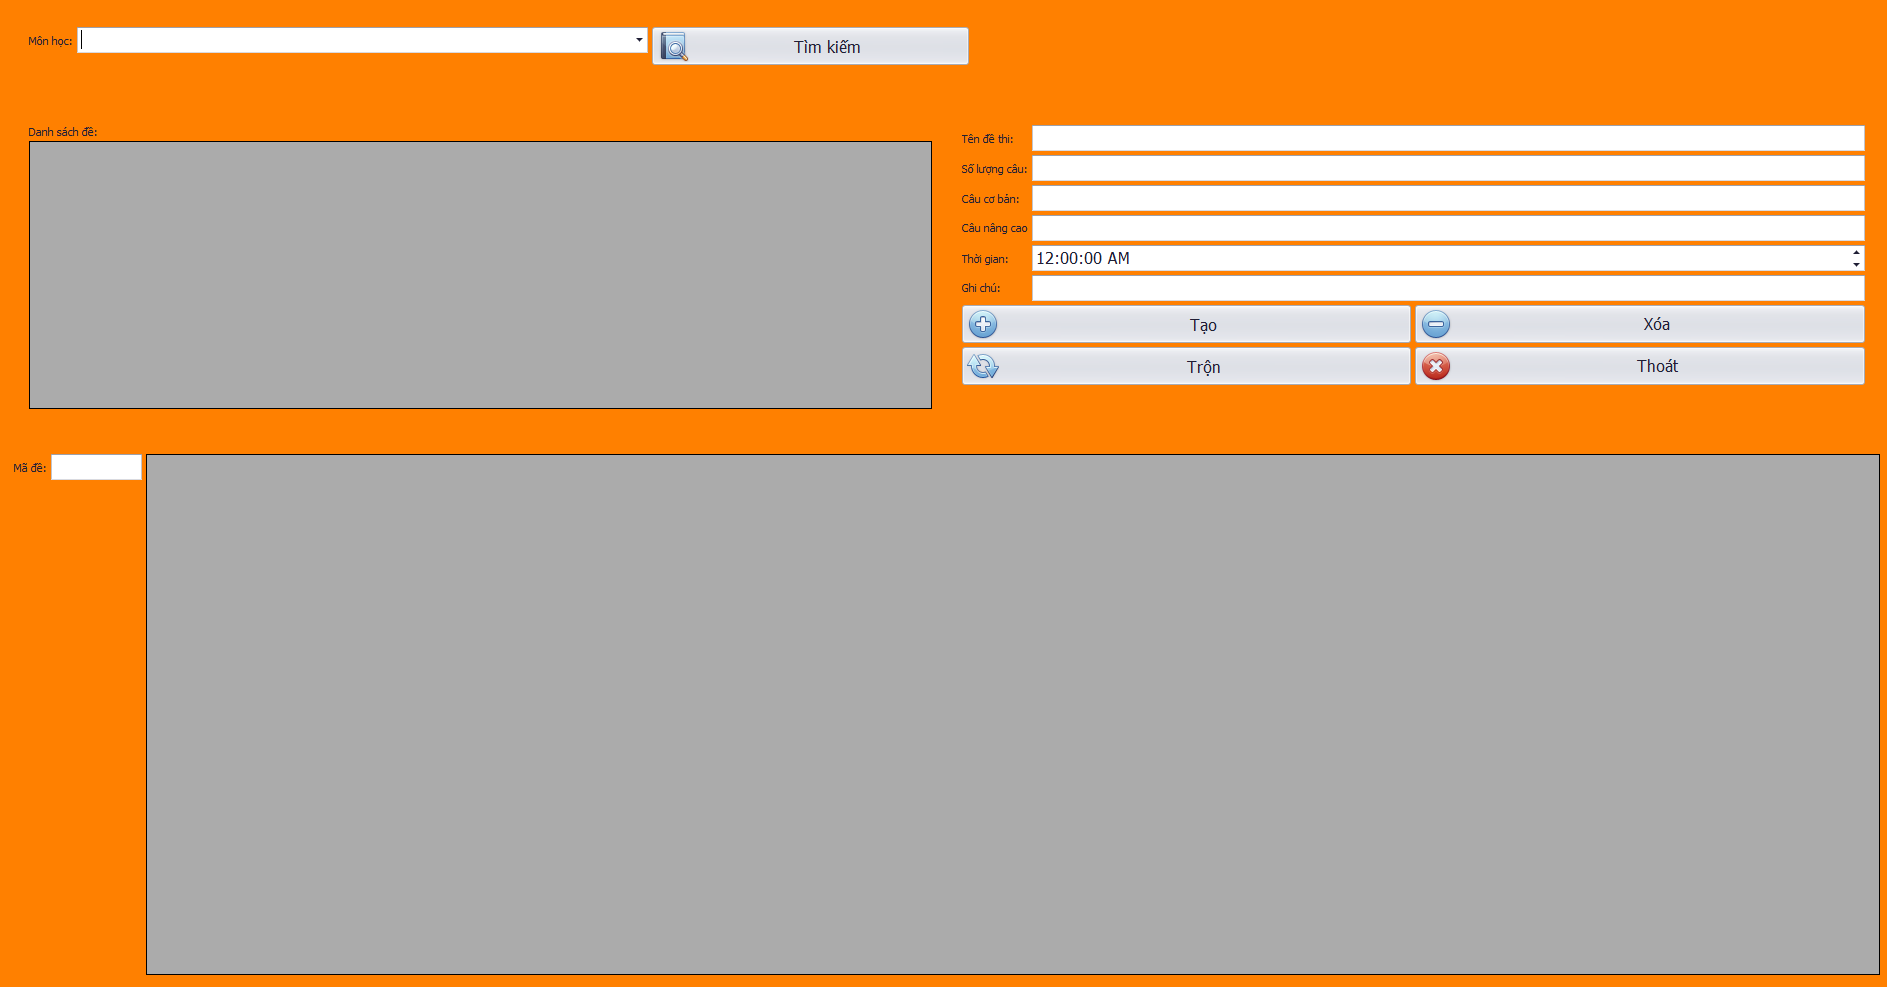 Môn học:
Tìm kiếm
Danh sách đề:
Tên đề thi:
Số lượng câu:
Câu cơ bản:
Câu nâng cao
Thời gian:
12:00:00 AM
Ghi chú:
Tạo
Xóa
Trộn
Thoát
Mã đề: